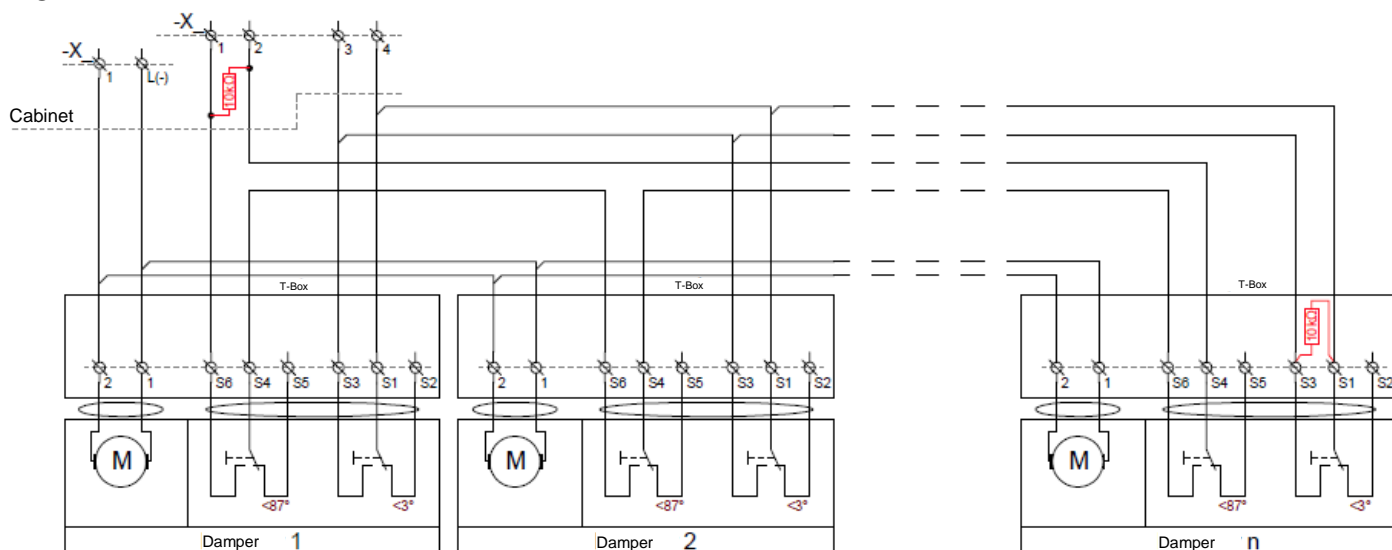 -X_
1 2 3 4
-X_
1 L(-)
10kΩ
Cabinet
T-Box T-Box T-Box
10kΩ
2 1 S6 S4 S5 S3 S1 S2
2 1 S6 S4 S5 S3 S1 S2
2 1 S6 S4 S5 S3 S1 S2
M <87° <3°
M <87° <3°
M <87° <3°
Damper 1
Damper 2
Damper n